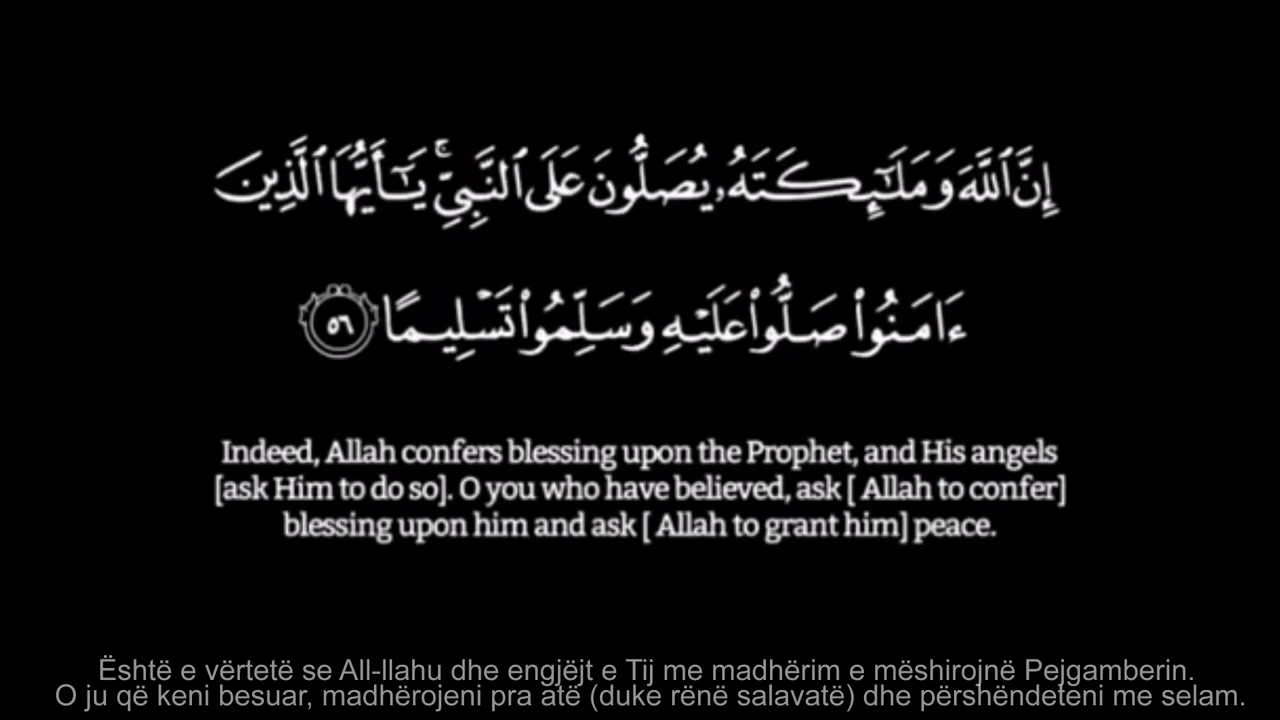 إِنَّ ٱللَّهَ وَمَلَـٰٓئِكَتَهُۥ يُصَلُّونَ عَلَى ٱلنَّبِىِّ ۚ يَـٰٓأَيُّهَا ٱلَّذِينَ
ءَامَنُوا۟ صَلُّوا۟ عَلَيْهِ وَسَلِّمُوا۟ تَسْلِيمًا ٥٦
Indeed, Allah confers blessing upon the Prophet, and His angels
[ask Him to do so]. O you who have believed, ask [ Allah to confer]
blessing upon him and ask [ Allah to grant him] peace.
Është e vërtetë se All-llahu dhe engjëjt e Tij me madhërim e mëshirojnë Pejgamberin.
O ju që keni besuar, madhërojeni pra atë (duke rënë salavatë) dhe përshëndeteni me selam.